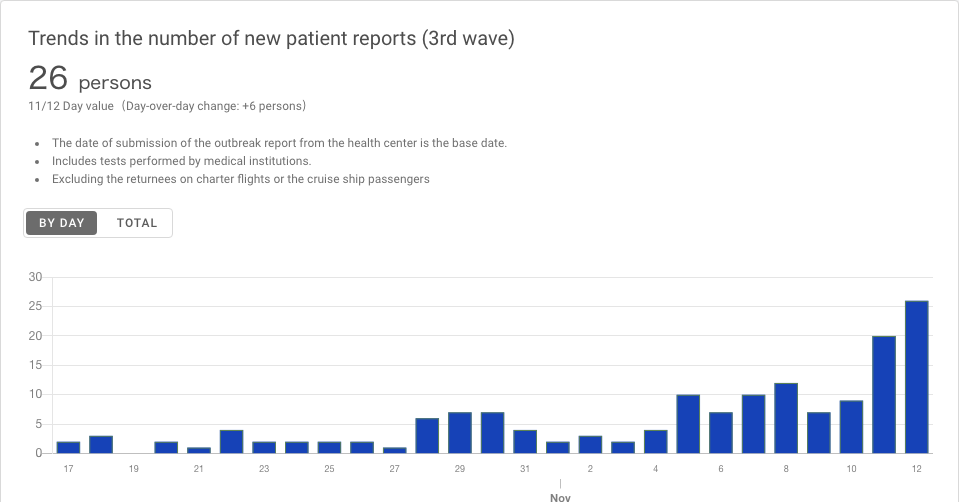 Trends in the number of new patient reports (3rd wave)
26 persons
11/12 Day value（Day-over-day change: +6 persons）
• The date of submission of the outbreak report from the health center is the base date.
• Includes tests performed by medical institutions.
• Excluding the returnees on charter flights or the cruise ship passengers
BY DAY TOTAL
30
25
20
15
10
5
0
17 19 21 23 25 27 29 31 2 4 6 8 10 12
Nov